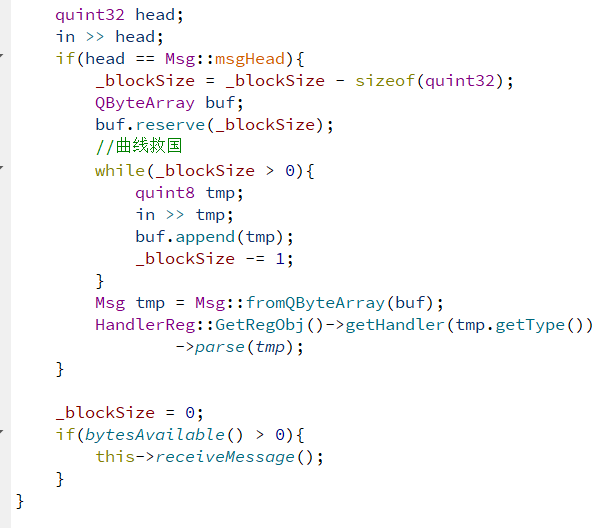 quint32 head;
in >> head;
if(head == Msg::msgHead){
_blockSize = _blockSize - sizeof(quint32);
QByteArray buf;
buf.reserve(_blockSize);
//曲线救国
while(_blockSize > 0){
quint8 tmp;
in >> tmp;
buf.append(tmp);
_blockSize -= 1;
}
Msg tmp = Msg::fromQByteArray(buf);
HandlerReg::GetRegObj()->getHandler(tmp.getType())
->parse(tmp);
}
_blockSize = 0;
if(bytesAvailable() > 0){
this->receiveMessage();
}
}